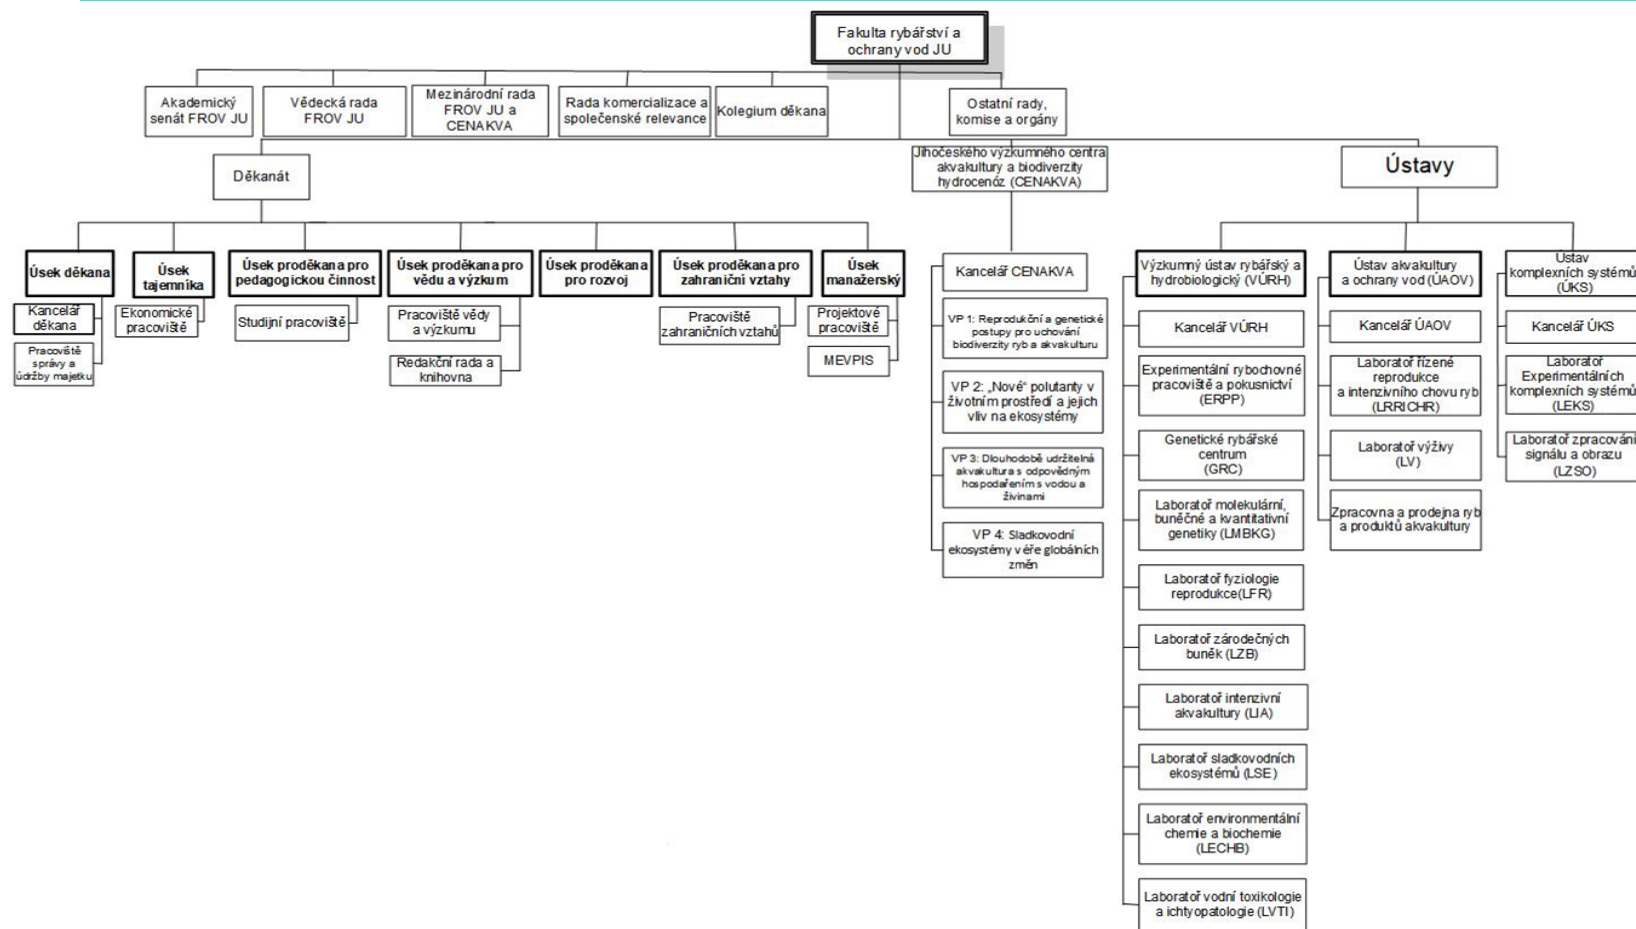 Fakulta rybářství a
ochrany vod JU
Akademický
senát FROV JU
Vědecká rada
FROV JU
Mezinárodní rada
FROV JU a
CENAKVA
Rada komercializace a
společenské relevance
Kolegium děkana
Ostatní rady,
komise a orgány
Děkanát
Jihočeského výzkumného centra
akvakultury a biodiverzity
hydrocenóz (CENAKVA)
Ústavy
Úsek děkana
Kancelář
děkana
Pracoviště
správy a
údržby majetku
Úsek
tajemníka
Ekonomické
pracoviště
Úsek proděkana pro
pedagogickou činnost
Studijní pracoviště
Úsek proděkana pro
vědu a výzkum
Pracoviště vědy
a výzkumu
Redakční rada a
knihovna
Úsek proděkana
pro rozvoj
Úsek proděkana pro
zahraniční vztahy
Pracoviště
zahraničních vztahů
Úsek
manažerský
Projektové
pracoviště
MEVPIS
Kancelář CENAKVA
VP 1: Reprodukční a genetické
postupy pro uchování
biodiverzity ryb a akvakulturu
VP 2: „Nové“ polutanty v
životním prostředí a jejich
vliv na ekosystémy
VP 3: Dlouhodobě udržitelná
akvakultura s odpovědným
hospodařením s vodou a
živinami
VP 4: Sladkovodní
ekosystémy v éře globálních
změn
Výzkumný ústav rybářský a
hydrobiologický (VÚRH)
Kancelář VÚRH
Experimentální rybochovné
pracoviště a pokusnictví
(ERPP)
Genetické rybářské
centrum
(GRC)
Laboratoř molekulární,
buněčné a kvantitativní
genetiky (LMBKG)
Laboratoř fyziologie
reprodukce(LFR)
Laboratoř zárodečných
buněk (LZB)
Laboratoř intenzivní
akvakultury (LIA)
Laboratoř sladkovodních
ekosystémů (LSE)
Laboratoř environmentální
chemie a biochemie
(LECHB)
Laboratoř vodní toxikologie
a ichtyopatologie (LVTI)
Ústav akvakultury
a ochrany vod (ÚAOV)
Kancelář ÚAOV
Laboratoř řízené
reprodukce
a intenzivního chovu ryb
(LRRICHR)
Laboratoř výživy
(LV)
Zpracovna a prodejna ryb
a produktů akvakultury
Ústav
komplexních systémů
(ÚKS)
Kancelář ÚKS
Laboratoř
Experimentálních
komplexních systémů
(LEKS)
Laboratoř zpracování
signálu a obrazu
(LZSO)